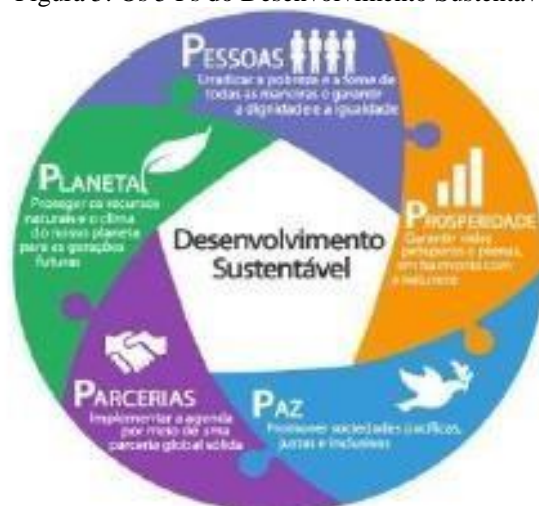 Figura 3: Os 5 Ps do Desenvolvimento Sustentáv
PESSOAS
Erradicar a pobreza e a fome de
todas as maneiras e garantir
a dignidade e a igualdade
PROSPERIDADE
Garantir vidas
prósperas e plenas,
em harmonia com
a natureza
PAZ
Promover sociedades pacíficas,
justas e inclusivas
PARCERIAS
Implementar a agenda
por meio de uma
parceria global sólida
PLANETA
Proteger os recursos
naturais e o clima
do nosso planeta
para as gerações
futuras
Desenvolvimento
Sustentável